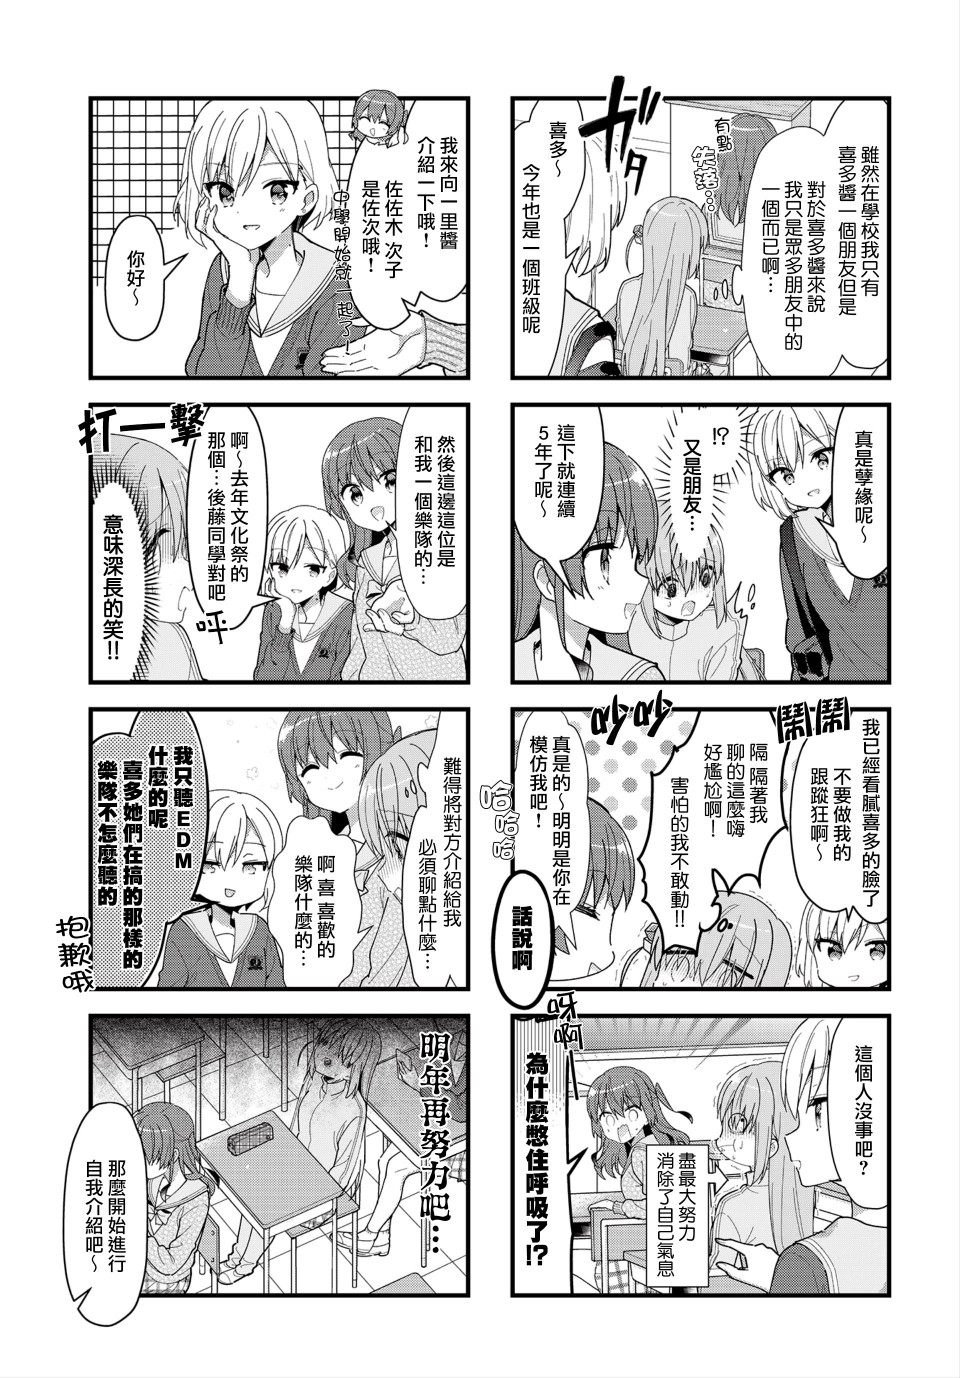 雖然在學校我只有
喜多醬一個朋友但是
對於喜多醬來說
我只是眾多朋友中的
一個而已啊…
有點
失落…
ガタ
喜多～
今年也是一個班級呢
真是孽緣呢～
!?
又是朋友…
這下就連續
5年了呢～
我已經看膩喜多的臉了
不要做我的
跟蹤狂啊～
鬧鬧
隔 隔著我
聊的這麼嗨
好尷尬啊！
害怕的我不敢動!!
吵吵
真是的～明明是你在
模仿我吧！
哈哈哈
話說啊
這個人沒事吧？
盡最大努力
消除了自己氣息
呀啊
為什麼憋住呼吸了!?
我來向一里醬
介紹一下哦！
佐佐木 次子
是佐次哦！
中學開始就一起了！
你好～
然後這邊這位是
和我一個樂隊的…
啊～去年文化祭的
那個…後藤同學對吧
呼
打一擊
意味深長的笑!!
難得將對方介紹給我
必須聊點什麼…
啊 喜 喜歡的
樂隊什麼的…
我只聽EDM
什麼的呢
喜多她們在搞的那樣的
樂隊不怎麼聽的
抱歉哦
明年再努力吧…
那麼開始進行
自我介紹吧～